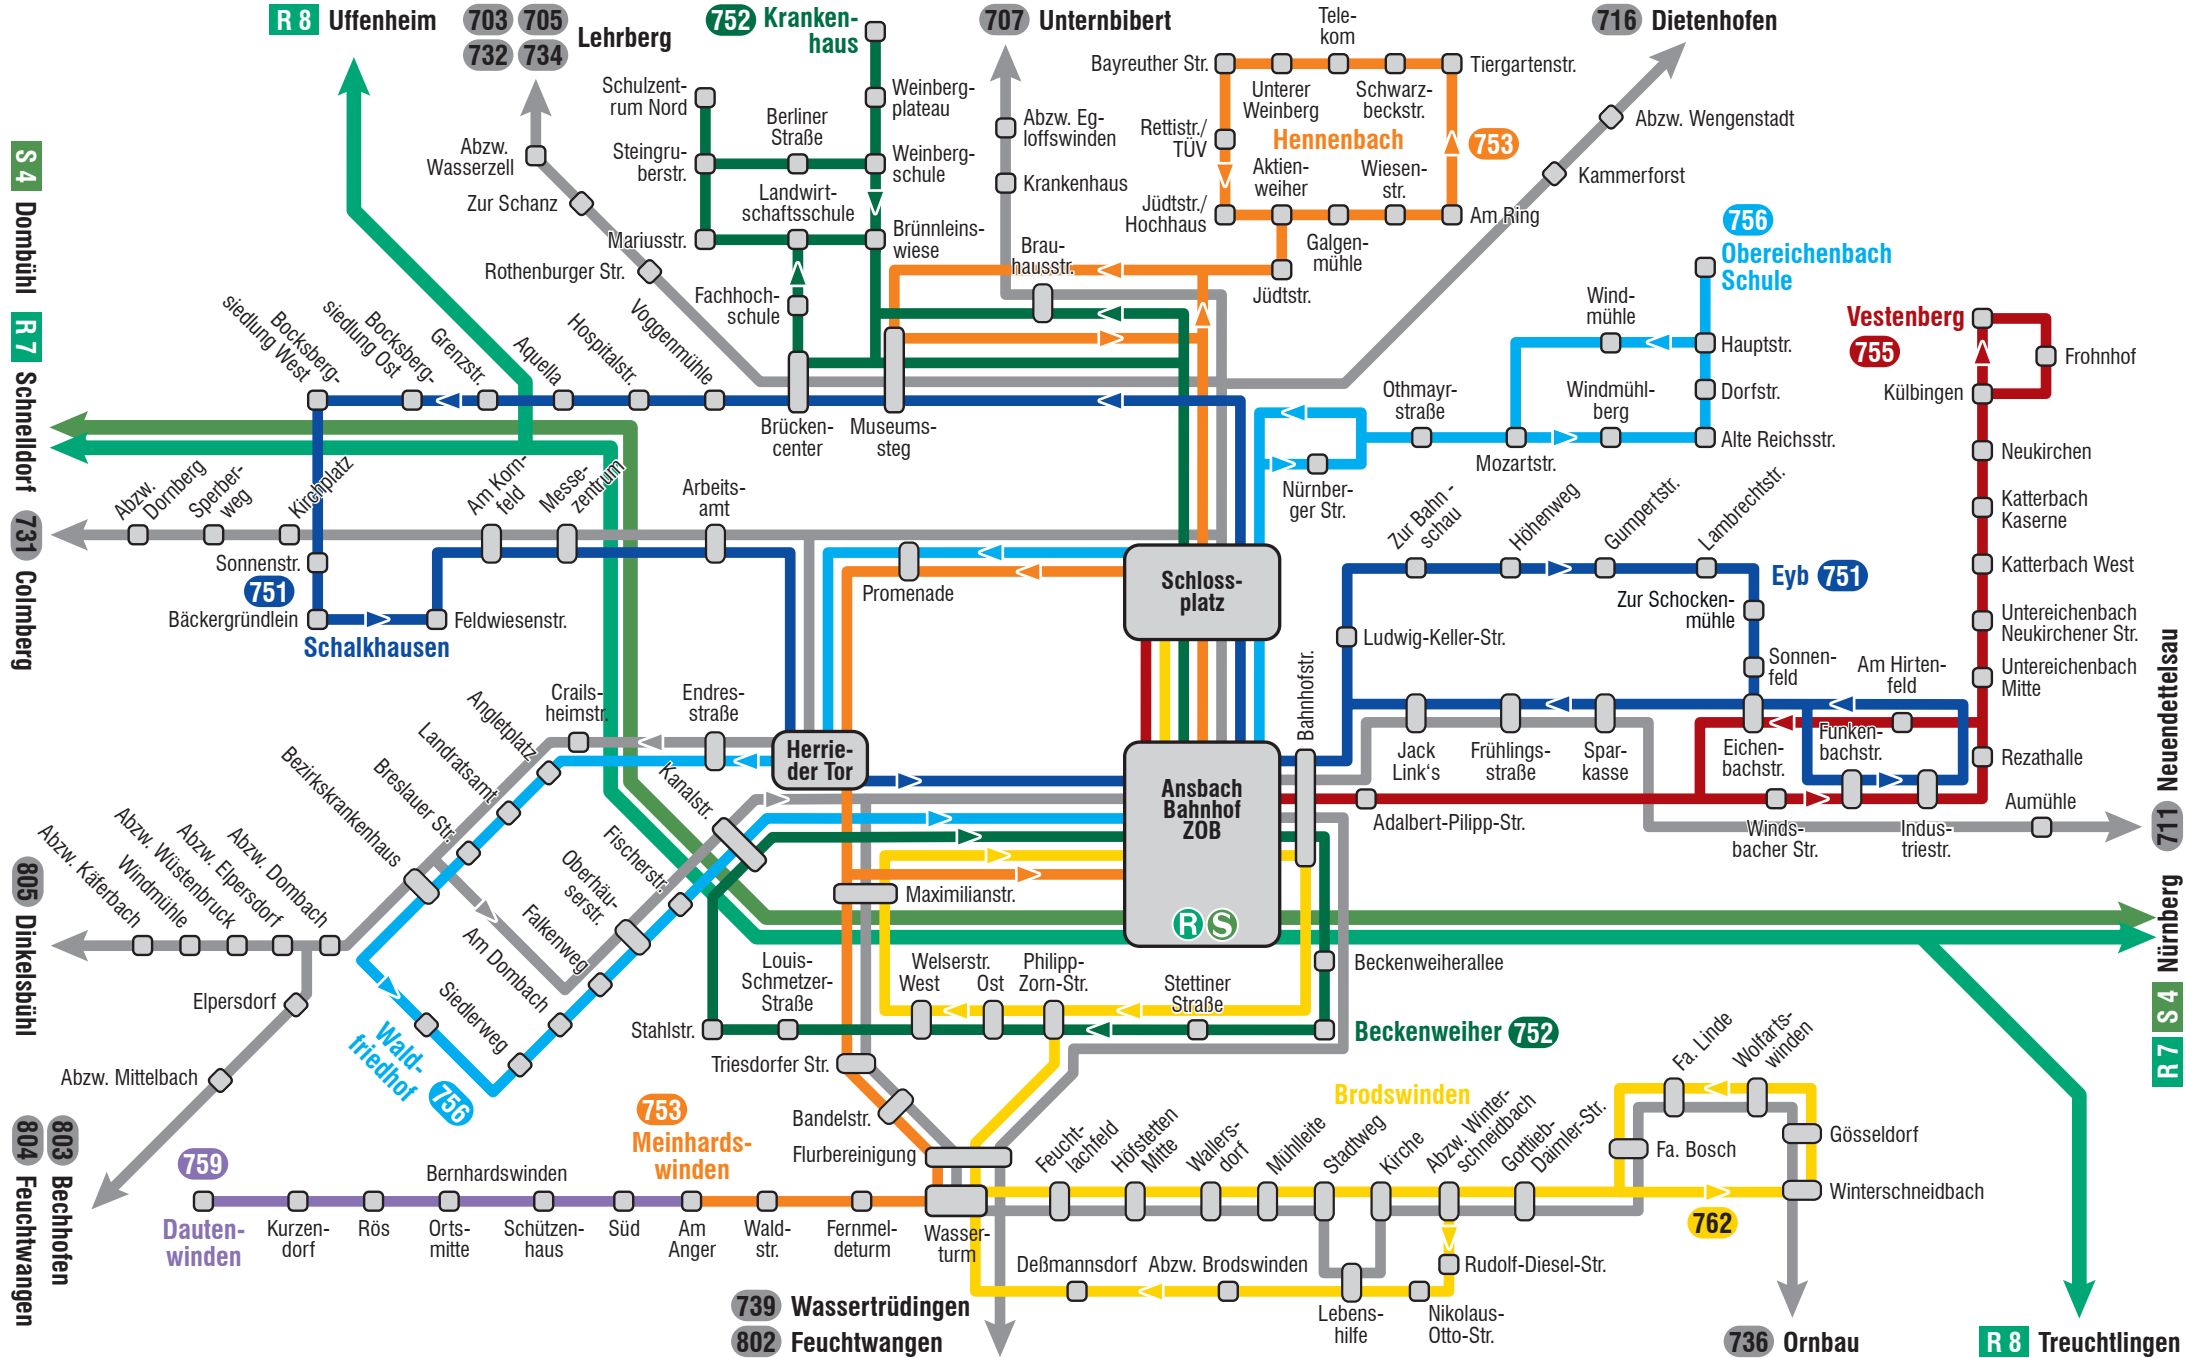 R 8 Uffenheim
703 705
732 734
Lehrberg
752 Kranken-
haus
707 Unternbibert
716 Dietenhofen
Tele-
kom
Bayreuther Str.
Tiergartenstr.
Unterer
Weinberg
Schwarz-
beckstr.
Rettistr./
TÜV
Hennenbach
753
Aktien-
weiher
Wiesen-
str.
Jüdtstr./
Hochhaus
Am Ring
Galgen-
mühle
Jüdtstr.
Abzw. Wengenstadt
Kammerforst
Schulzent-
rum Nord
Weinberg-
plateau
Berliner
Straße
Steingru-
berstr.
Weinberg-
schule
Landwirt-
schaftsschule
Mariusstr.
Brünnleins-
wiese
Fachhoch-
schule
Abzw. Eg-
loffswinden
Krankenhaus
Brau-
hausstr.
Abzw.
Wasserzell
Zur Schanz
Rothenburger Str.
S 4 Dombühl
R 7 Schnelldorf
731 Colmberg
Bocksberg-
siedlung West
Bocksberg-
siedlung Ost
Grenzstr.
Aquella
Hospitalstr.
Voggenmühle
Brücken-
center
Museums-
steg
756
Obereichenbach
Schule
Wind-
mühle
Hauptstr.
Dorfstr.
Othmayr-
straße
Windmühl-
berg
Alte Reichsstr.
Mozartstr.
Nürnber-
ger Str.
Vestenberg
755
Frohnhof
Külbingen
Neukirchen
Katterbach
Kaserne
Katterbach West
Untereichenbach
Neukirchener Str.
Untereichenbach
Mitte
Rezathalle
Abzw.
Dornberg
Sperber-
weg
Kirchplatz
Am Korn-
feld
Messe-
zentrum
Arbeits-
amt
Sonnenstr.
751
Bäckergründlein
Feldwiesenstr.
Schalkhausen
Promenade
Schloss-
platz
Zur Bahn -
schau
Höhenweg
Gumpertstr.
Lambrechtstr.
Eyb 751
Zur Schocken-
mühle
Ludwig-Keller-Str.
Sonnen-
feld
Am Hirten-
feld
Bahnhofstr.
Jack
Link‘s
Frühlings-
straße
Spar-
kasse
Eichen-
bachstr.
Funken-
bachstr.
Adalbert-Pilipp-Str.
Winds-
bacher Str.
Indus-
triestr.
Aumühle
711 Neuendettelsau
Crails-
heimstr.
Endres-
straße
Herrie-
der Tor
Angletplatz
Landratsamt
Breslauer Str.
Bezirkskrankenhaus
Kanalstr.
Fischerstr.
Oberhäu-
serstr.
Falkenweg
Am Dombach
Siedlerweg
Wald-
friedhof
756
Ansbach
Bahnhof
ZOB
R S
Maximilianstr.
Abzw. Käferbach
Windmühle
Abzw. Wüstenbruck
Abzw. Elpersdorf
Abzw. Dombach
805 Dinkelsbühl
Elpersdorf
Abzw. Mittelbach
803 Bechhofen
804 Feuchtwangen
Louis-
Schmetzer-
Straße
Welserstr.
West Ost
Philipp-
Zorn-Str.
Stettiner
Straße
Beckenweiherallee
Stahlstr.
Beckenweiher 752
Triesdorfer Str.
Bandelstr.
Flurbereinigung
R 7 S 4 Nürnberg
759
Dauten-
winden
Kurzen-
dorf
Rös
Bernhardswinden
Orts-
mitte
Schützen-
haus
Süd
753
Meinhards-
winden
Am
Anger
Wald-
str.
Fernmel-
deturm
Wasser-
turm
Brodswinden
Feucht-
lachfeld
Höfstetten
Mitte
Wallers-
dorf
Mühlleite
Stadtweg
Kirche
Abzw. Winter-
schneidbach
Gottlieb-
Daimler-Str.
Fa. Linde
Wolfarts-
winden
Fa. Bosch
Gösseldorf
Winterschneidbach
762
Deßmannsdorf
Abzw. Brodswinden
Rudolf-Diesel-Str.
Lebens-
hilfe
Nikolaus-
Otto-Str.
739 Wassertrüdingen
802 Feuchtwangen
736 Ornbau
R 8 Treuchtlingen